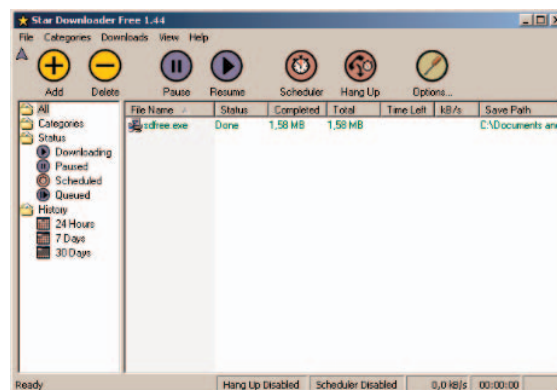 Star Downloader Free 1.44
File Categories Downloads View Help
Add Delete Pause Resume Scheduler Hang Up Options...
All
Categories
Status
Downloading
Paused
Scheduled
Queued
History
24 Hours
7 Days
30 Days
File Name Status Completed Total Time Left kB/s Save Path
sdfree.exe Done 1,58 MB 1,58 MB C:\Documents and
Ready Hang Up Disabled Scheduler Disabled 0,0 kB/s 00:00:00